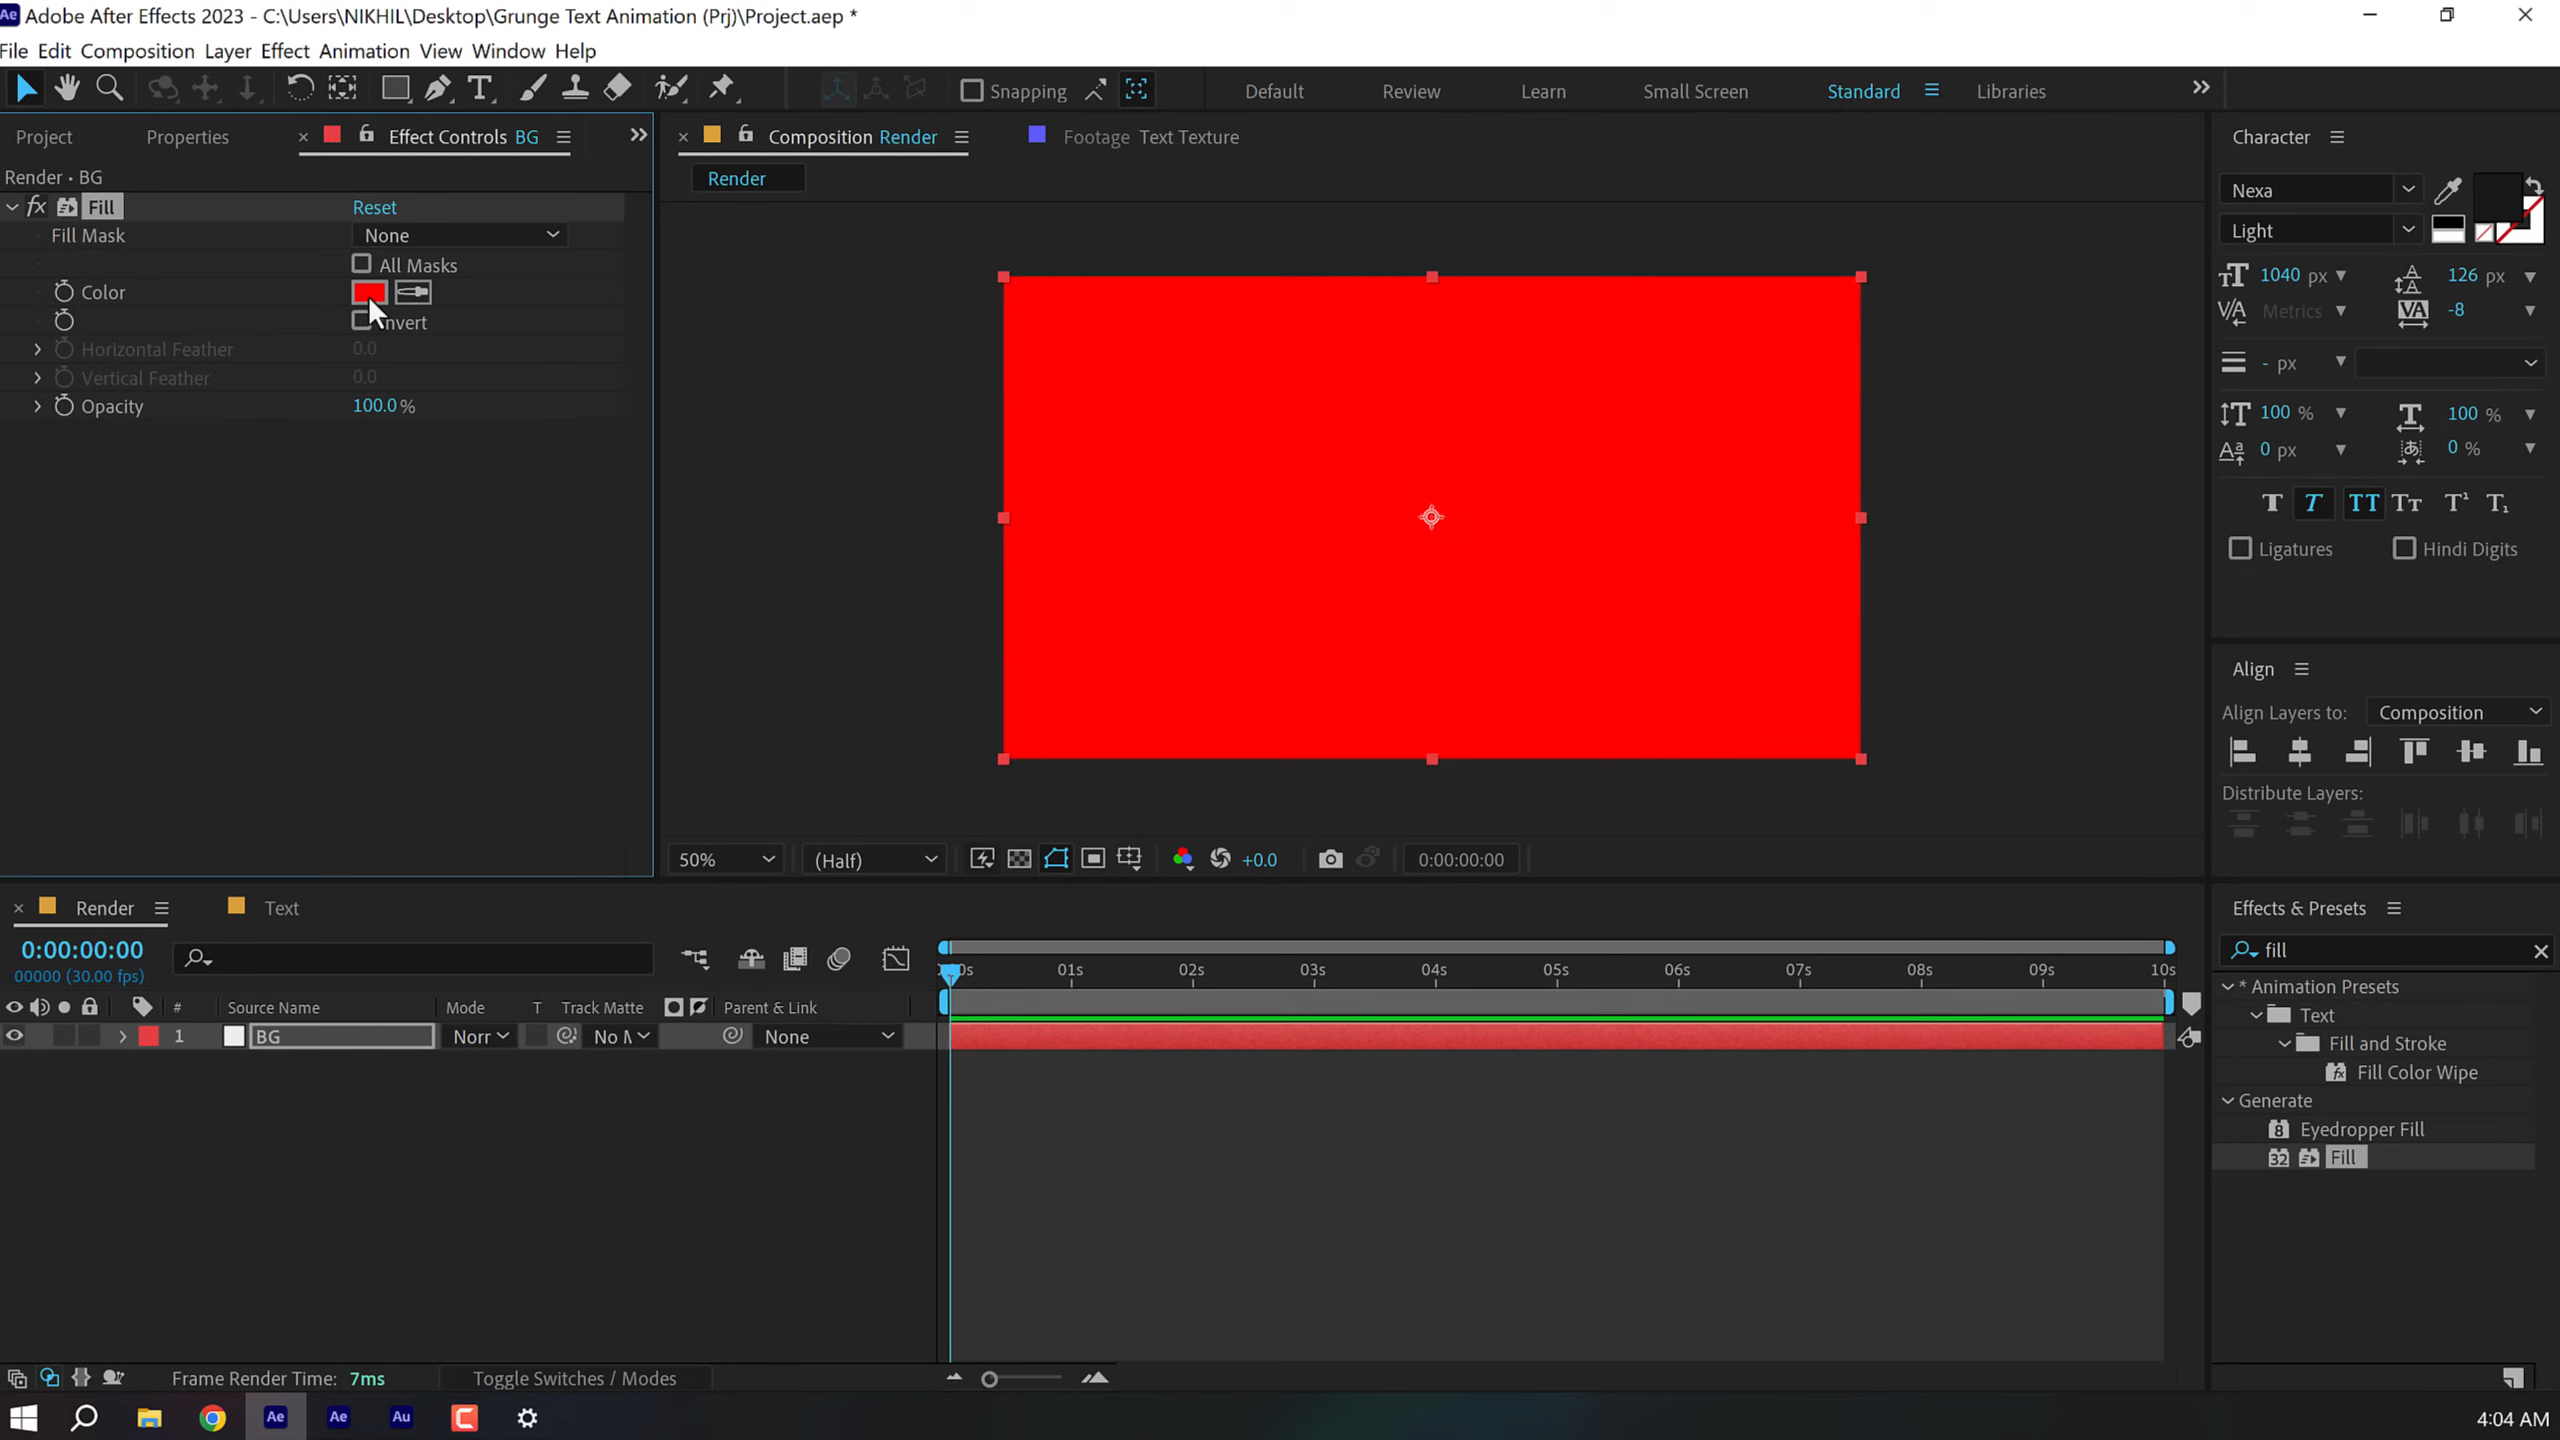 Ae Adobe After Effects 2023 - C:\Users\NIKHIL\Desktop\Grunge Text Animation (Prj)\Project.aep *
File Edit Composition Layer Effect Animation View Window Help
Snapping Default Review Learn Small Screen Standard Libraries
Project Properties Effect Controls BG
Composition Render Footage Text Texture
Character
Render • BG
Render
fx Fill Reset
Nexa
Fill Mask None
Light
All Masks
Color
1040 px 126 px
nvert
Metrics -8
Horizontal Feather 0.0
- px
Vertical Feather 0.0
Opacity 100.0 %
100 % 100 %
0 px 0 %
Ligatures Hindi Digits
Align
Align Layers to: Composition
Distribute Layers:
50% (Half) +0.0 0:00:00:00
Render Text
Effects & Presets
0:00:00:00
00000 (30.00 fps)
fill
01s 02s 03s 04s 05s 06s 07s 08s 09s 10s
# Source Name Mode T Track Matte Parent & Link
1 BG Norr No M None
* Animation Presets
Text
Fill and Stroke
Fill Color Wipe
Generate
8 Eyedropper Fill
32 Fill
Frame Render Time: 7ms Toggle Switches / Modes
Ae Ae Au C
4:04 AM